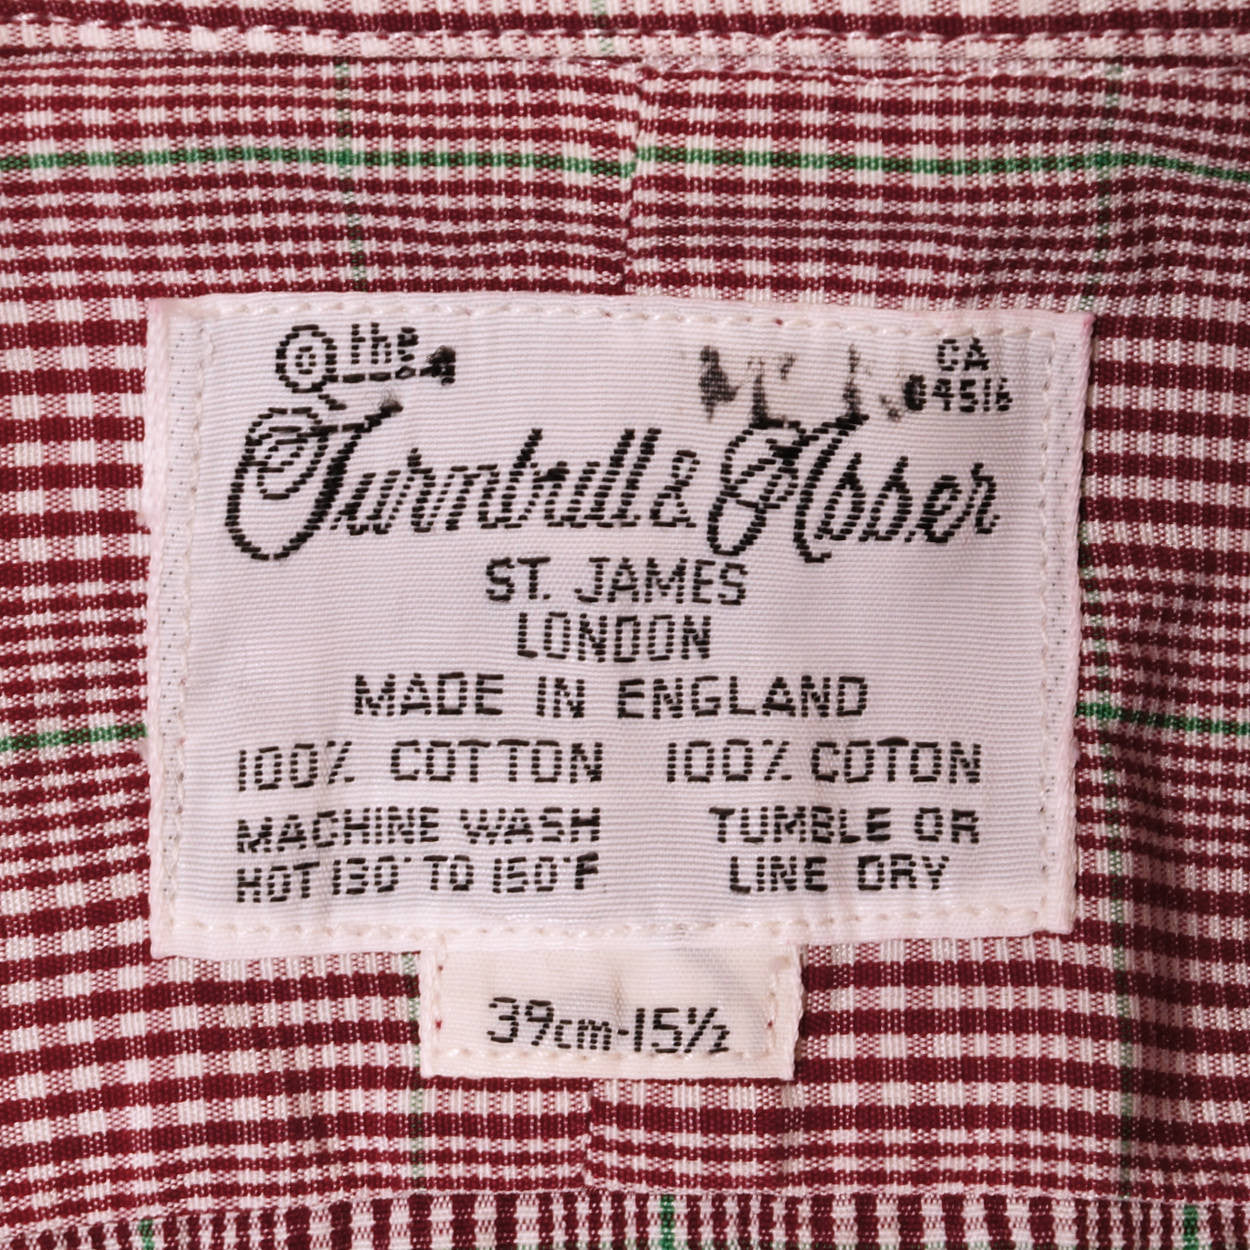 the
CA
04516
Turnbull & Asser
ST. JAMES
LONDON
MADE IN ENGLAND
100% COTTON 100% COTON
MACHINE WASH TUMBLE OR
HOT 130° TO 150°F LINE DRY
39cm-15½